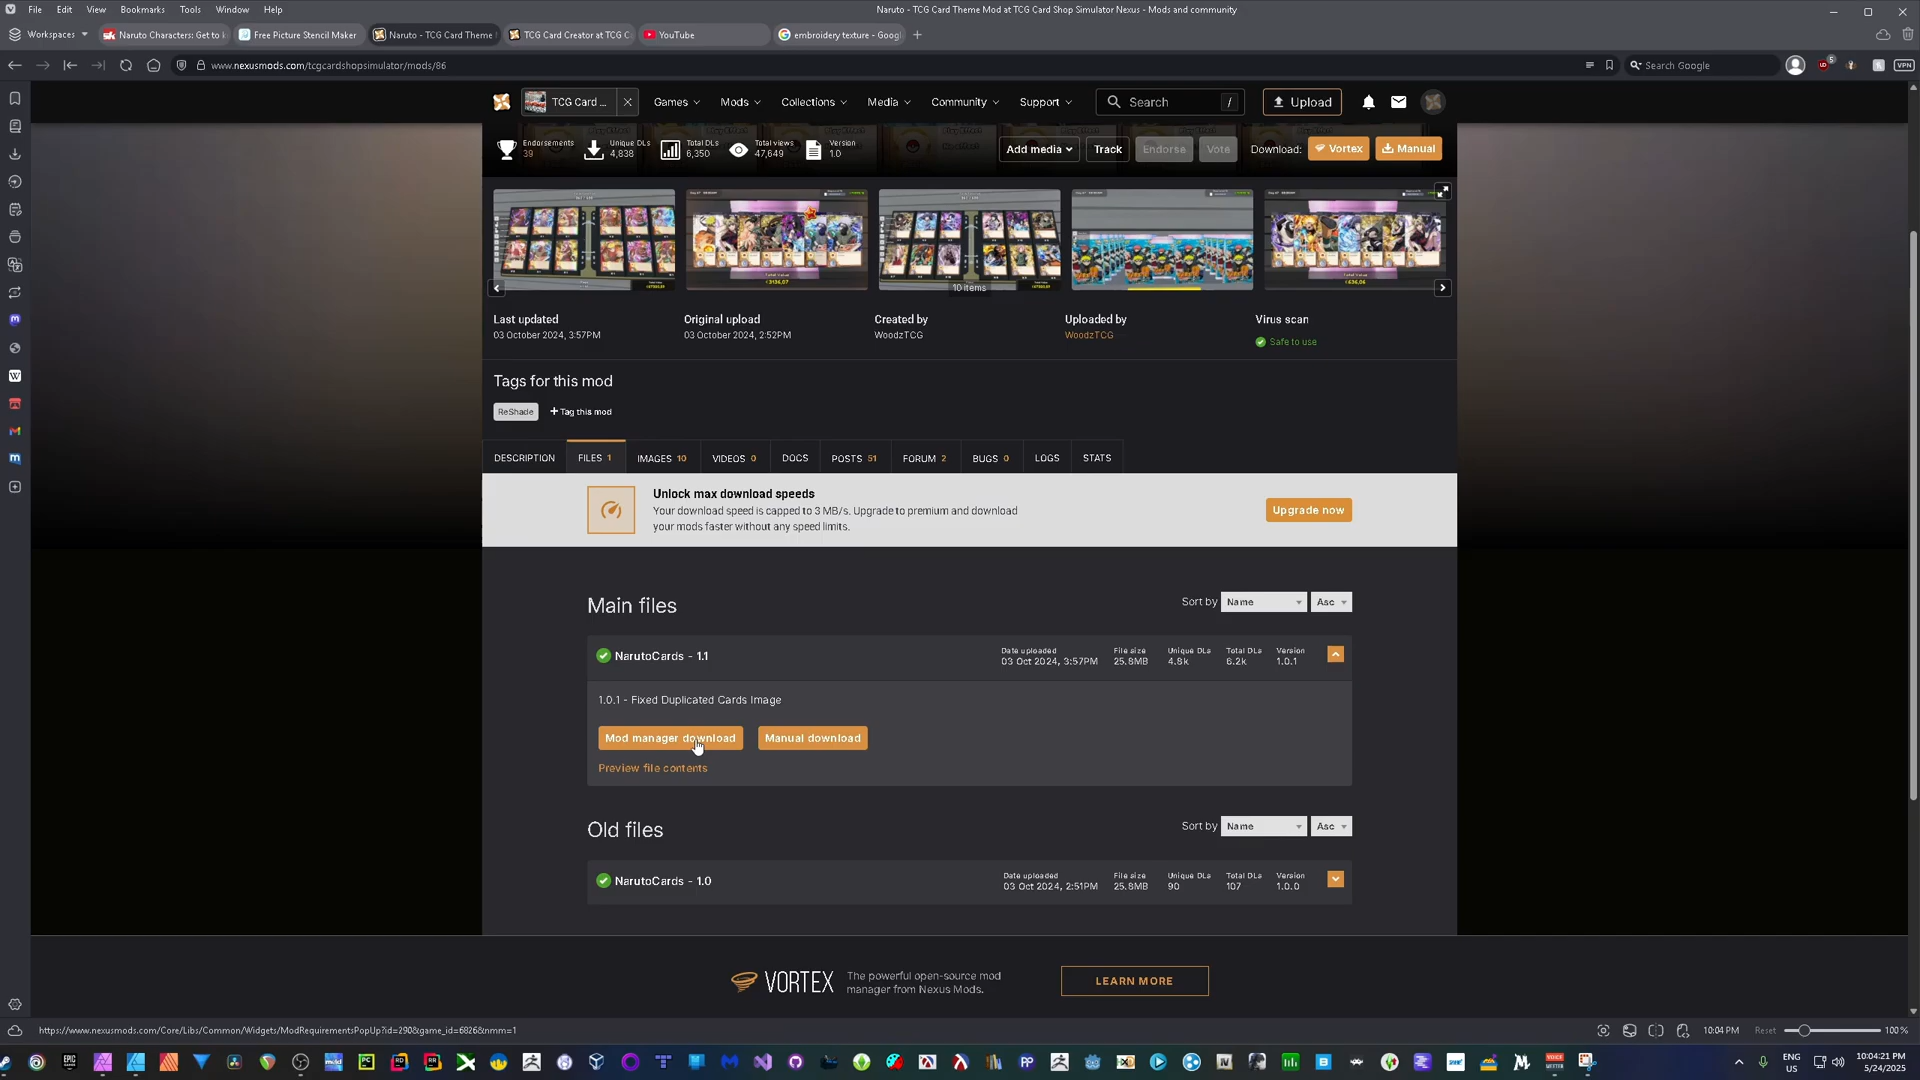 File Edit View Bookmarks Tools Window Help
Naruto - TCG Card Theme Mod at TCG Card Shop Simulator Nexus - Mods and community
Workspaces
Naruto Characters: Get to k
Free Picture Stencil Maker
Naruto - TCG Card Theme
TCG Card Creator at TCG C
YouTube
embroidery texture - Googl
www.nexusmods.com/tcgcardshopsimulator/mods/86
Search Google
VPN
TCG Card ...
Games Mods Collections Media Community Support
Search /
Upload
Endorsements
39
Unique DLs
4,838
Total DLs
6,350
Total views
47,649
Version
1.0
Add media Track Endorse Vote Download: Vortex Manual
10 items
Last updated
03 October 2024, 3:57PM
Original upload
03 October 2024, 2:52PM
Created by
WoodzTCG
Uploaded by
WoodzTCG
Virus scan
Safe to use
Tags for this mod
ReShade + Tag this mod
DESCRIPTION FILES 1 IMAGES 10 VIDEOS 0 DOCS POSTS 51 FORUM 2 BUGS 0 LOGS STATS
Unlock max download speeds
Your download speed is capped to 3 MB/s. Upgrade to premium and download
your mods faster without any speed limits.
Upgrade now
Main files
Sort by Name Asc
NarutoCards - 1.1
Date uploaded
03 Oct 2024, 3:57PM
File size
25.8MB
Unique DLs
4.8k
Total DLs
6.2k
Version
1.0.1
1.0.1 - Fixed Duplicated Cards Image
Mod manager download
Manual download
Preview file contents
Old files
Sort by Name Asc
NarutoCards - 1.0
Date uploaded
03 Oct 2024, 2:51PM
File size
25.8MB
Unique DLs
90
Total DLs
107
Version
1.0.0
VORTEX
The powerful open-source mod
manager from Nexus Mods.
LEARN MORE
https://www.nexusmods.com/Core/Libs/Common/Widgets/ModRequirementsPopUp?id=290&game_id=6826&nmm=1
10:04 PM
Reset
100 %
ENG
US
10:04:21 PM
5/24/2025